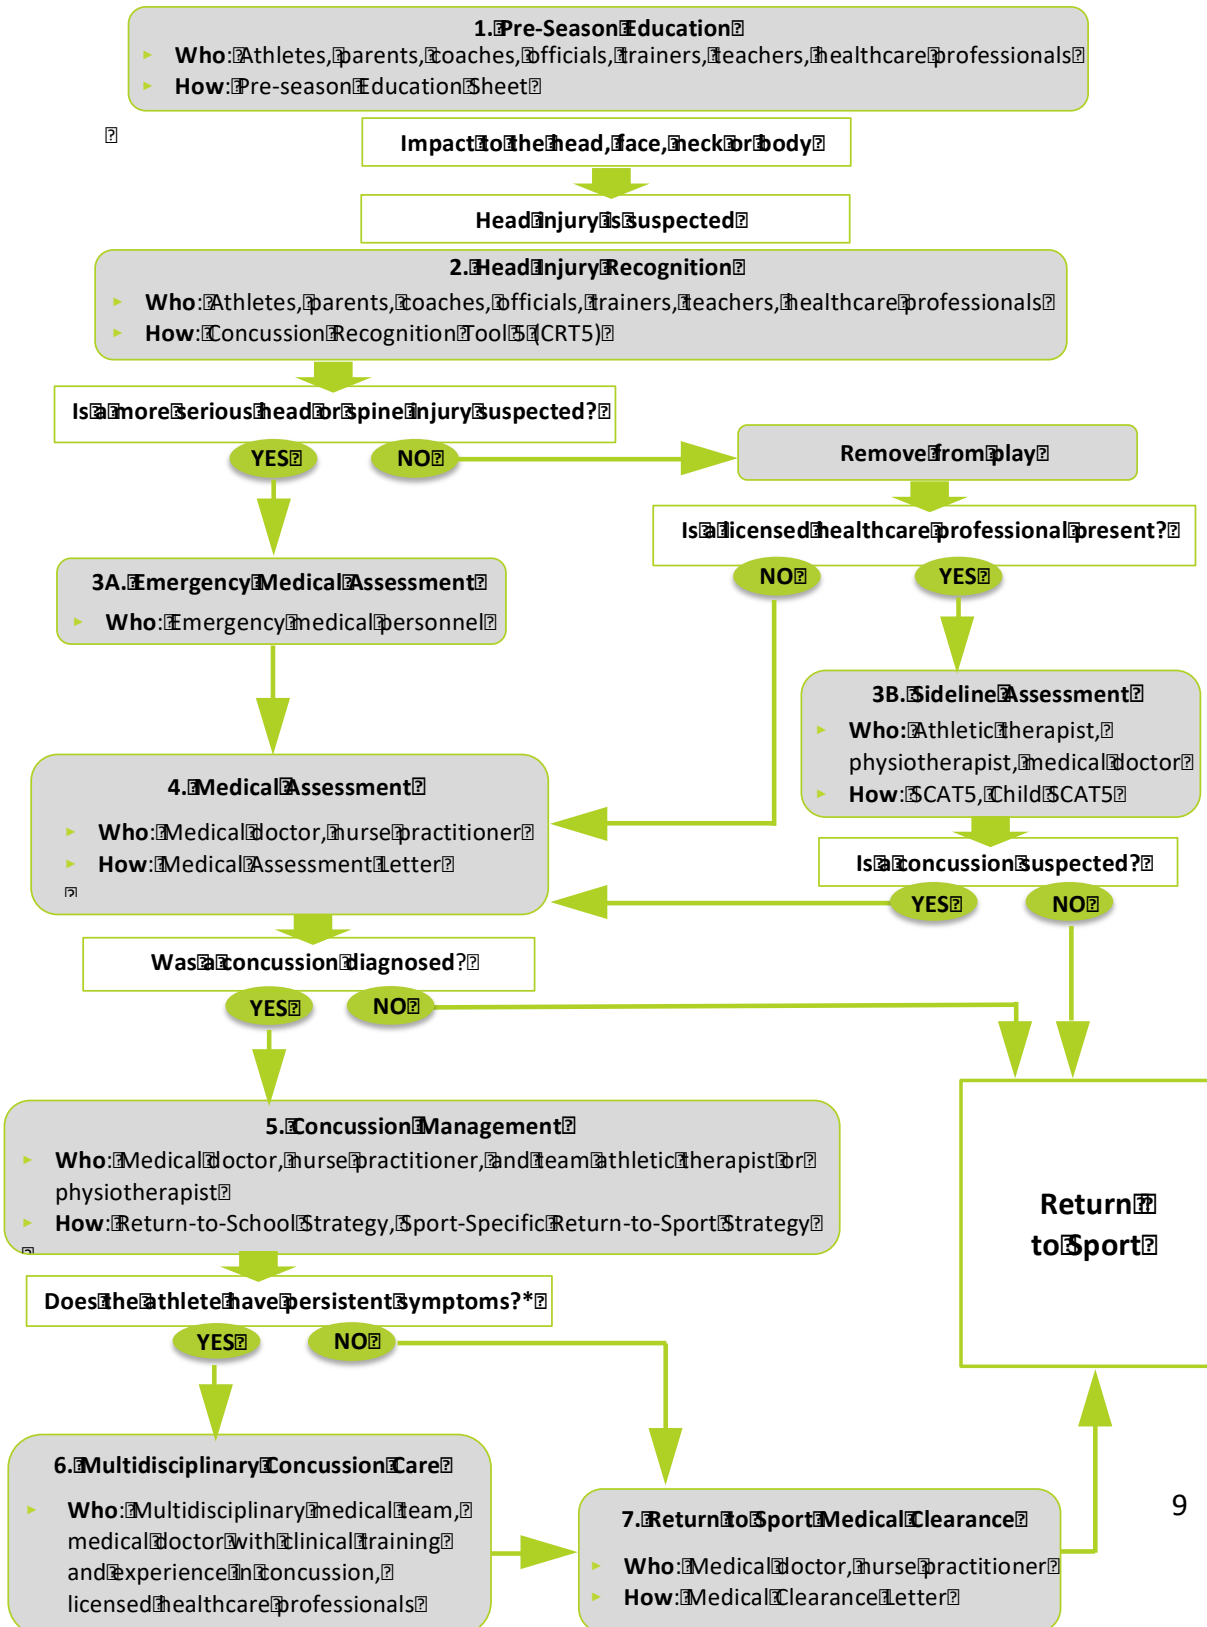 1. Pre-Season Education
► Who: Athletes, parents, coaches, officials, trainers, teachers, healthcare professionals
► How: Pre-season Education Sheet
Impact to the head, face, neck or body
Head injury is suspected
2. Head Injury Recognition
► Who: Athletes, parents, coaches, officials, trainers, teachers, healthcare professionals
► How: Concussion Recognition Tool 5 (CRT5)
Is a more serious head or spine injury suspected?
YES
NO
Remove from play
Is a licensed healthcare professional present?
NO
YES
3A. Emergency Medical Assessment
► Who: Emergency medical personnel
3B. Sideline Assessment
► Who: Athletic therapist,
physiotherapist, medical doctor
► How: SCAT5, Child SCAT5
4. Medical Assessment
► Who: Medical doctor, nurse practitioner
► How: Medical Assessment Letter
Is a concussion suspected?
YES
NO
Was a concussion diagnosed?
YES
NO
5. Concussion Management
► Who: Medical doctor, nurse practitioner, and team athletic therapist or
physiotherapist
► How: Return-to-School Strategy, Sport-Specific Return-to-Sport Strategy
Return
to Sport
Does the athlete have persistent symptoms?*
YES
NO
6. Multidisciplinary Concussion Care
► Who: Multidisciplinary medical team,
medical doctor with clinical training
and experience in concussion,
licensed healthcare professionals
7. Return to Sport Medical Clearance
► Who: Medical doctor, nurse practitioner
► How: Medical Clearance Letter
9